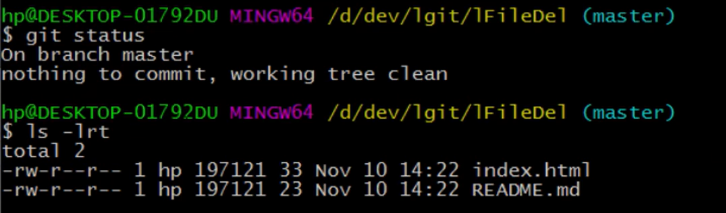 hp@DESKTOP-01792DU MINGW64 /d/dev/lgit/lFileDel (master)
$ git status
On branch master
nothing to commit, working tree clean
hp@DESKTOP-01792DU MINGW64 /d/dev/lgit/lFileDel (master)
$ ls -lrt
total 2
-rw-r--r-- 1 hp 197121 33 Nov 10 14:22 index.html
-rw-r--r-- 1 hp 197121 23 Nov 10 14:22 README.md